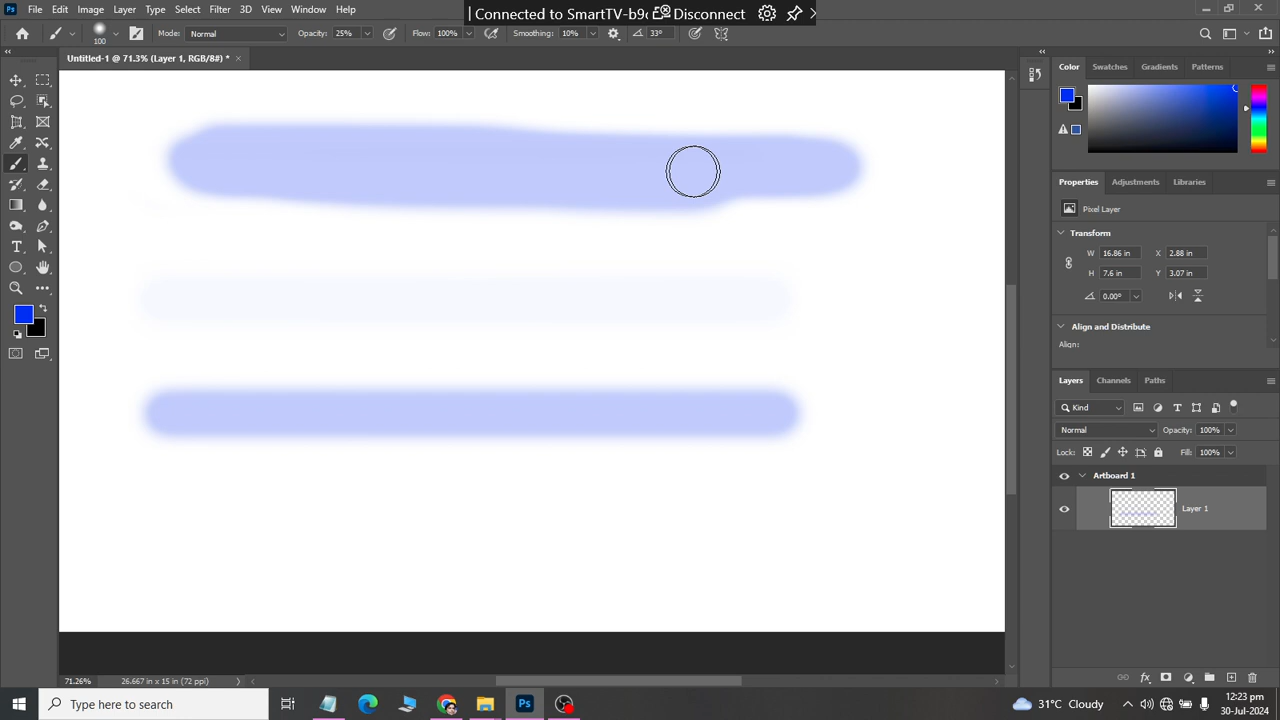 Ps File Edit Image Layer Type Select Filter 3D View Plugins Window Help
Connected to SmartTV-b9 Disconnect
100 Mode: Normal Opacity: 25% Flow: 100% Smoothing: 10% 33°
Untitled-1 @ 71.3% (Layer 1, RGB/8#) *
Color Swatches Gradients Patterns
Properties Adjustments Libraries
Pixel Layer
Transform
W 16.86 in X 2.88 in
H 7.6 in Y 3.07 in
0.00°
Align and Distribute
Align:
Layers Channels Paths
Kind
Normal Opacity: 100%
Lock: Fill: 100%
Artboard 1
Layer 1
71.26% 26.667 in x 15 in (72 ppi)
Type here to search
Ps
31°C Cloudy
12:23 pm
30-Jul-2024